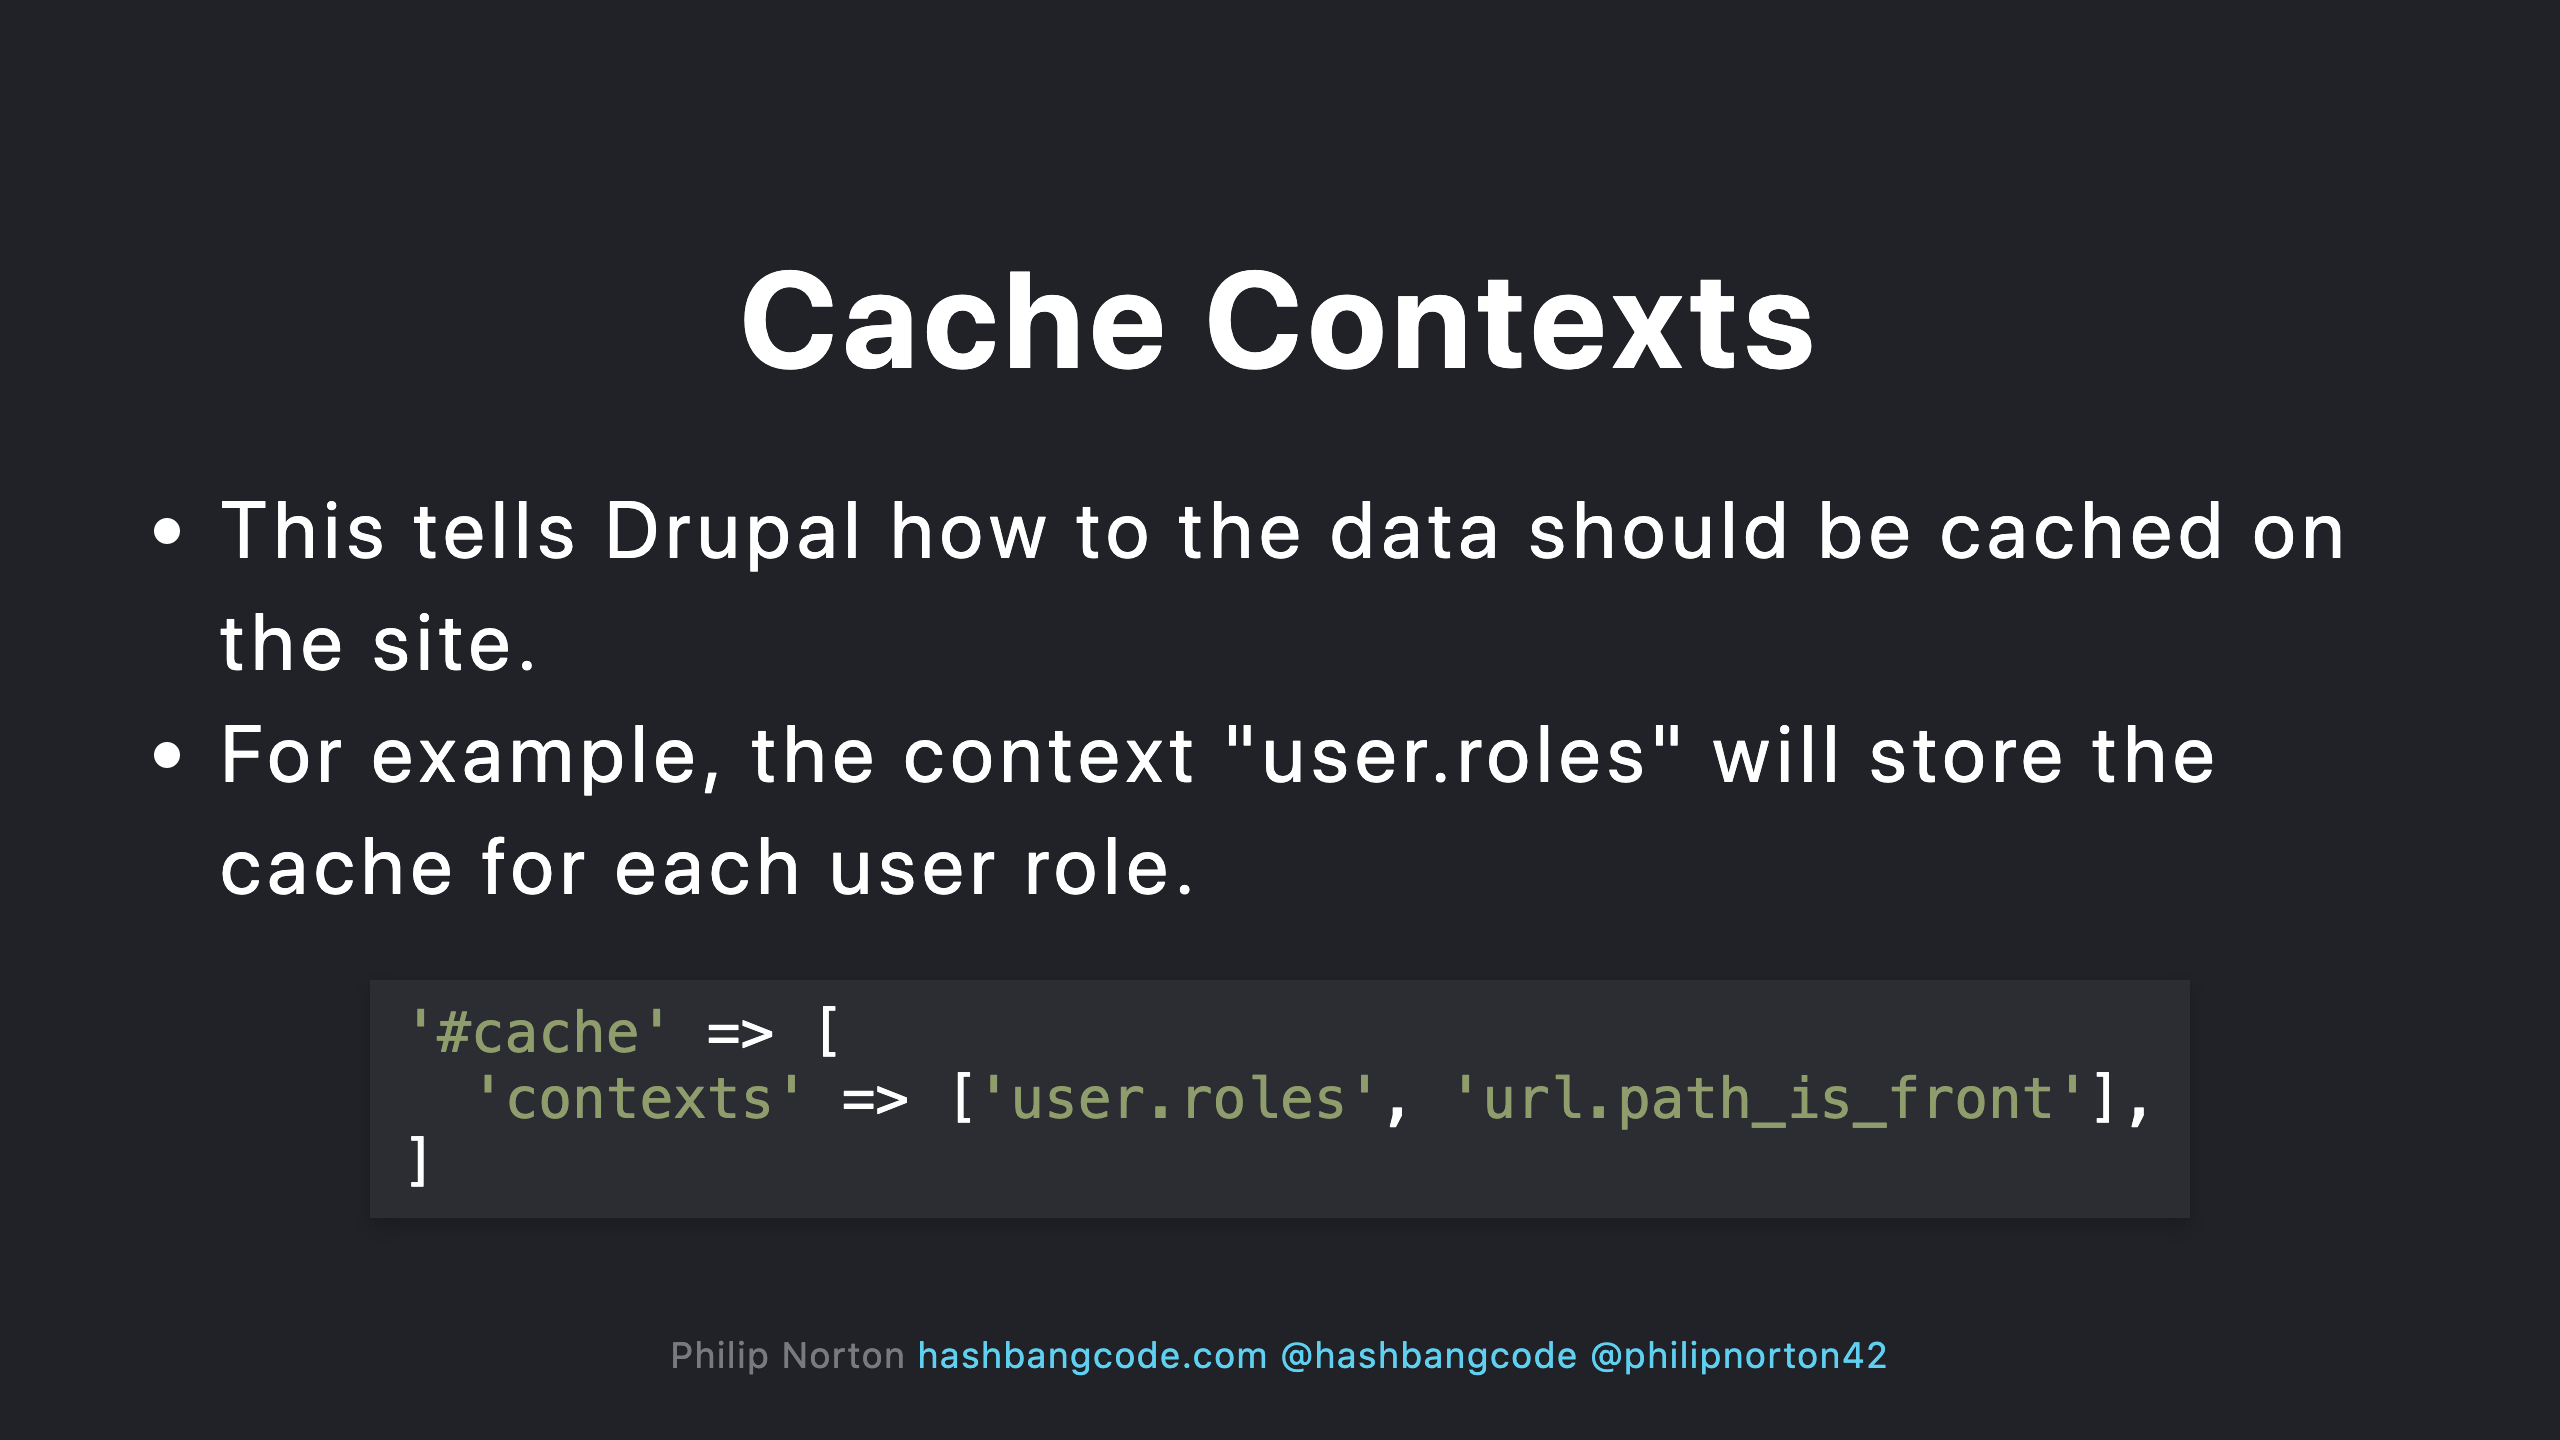 Cache Contexts
• This tells Drupal how to the data should be cached on
the site.
• For example, the context "user.roles" will store the
cache for each user role.
'#cache' => [
  'contexts' => ['user.roles', 'url.path_is_front'],
]
Philip Norton hashbangcode.com @hashbangcode @philipnorton42